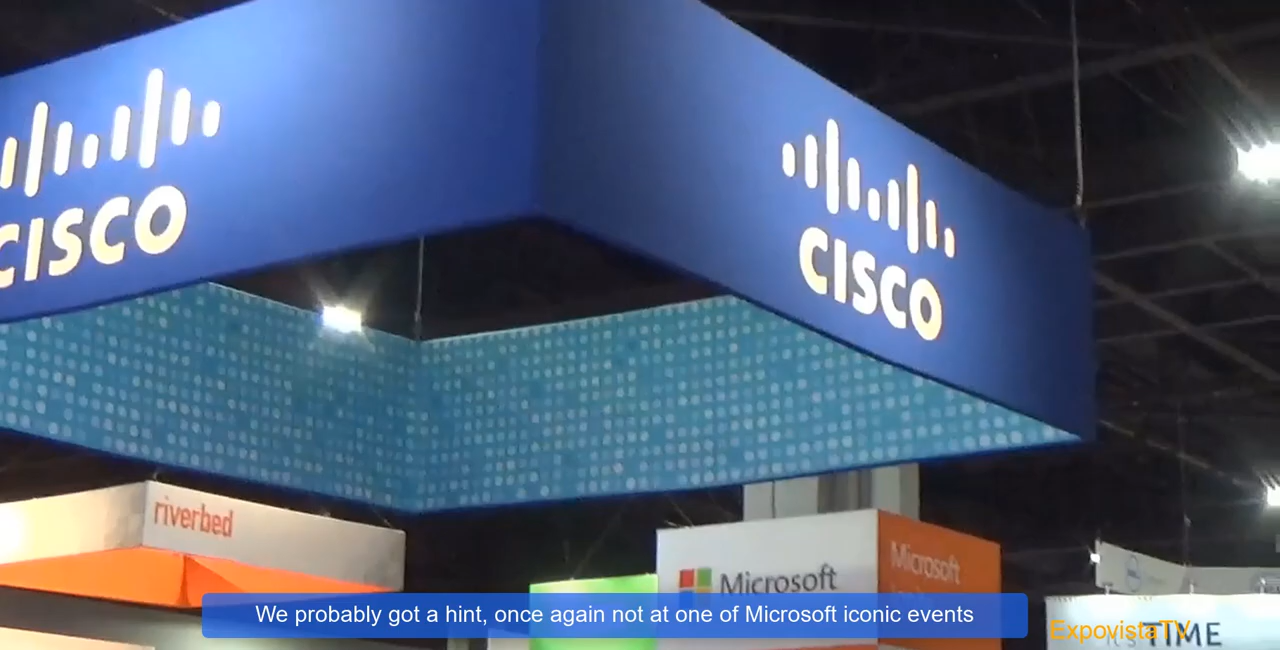 CISCO
CISCO
riverbed
Microsoft
Microsoft
We probably got a hint, once again not at one of Microsoft iconic events
It's TIME
ExpovistaTV